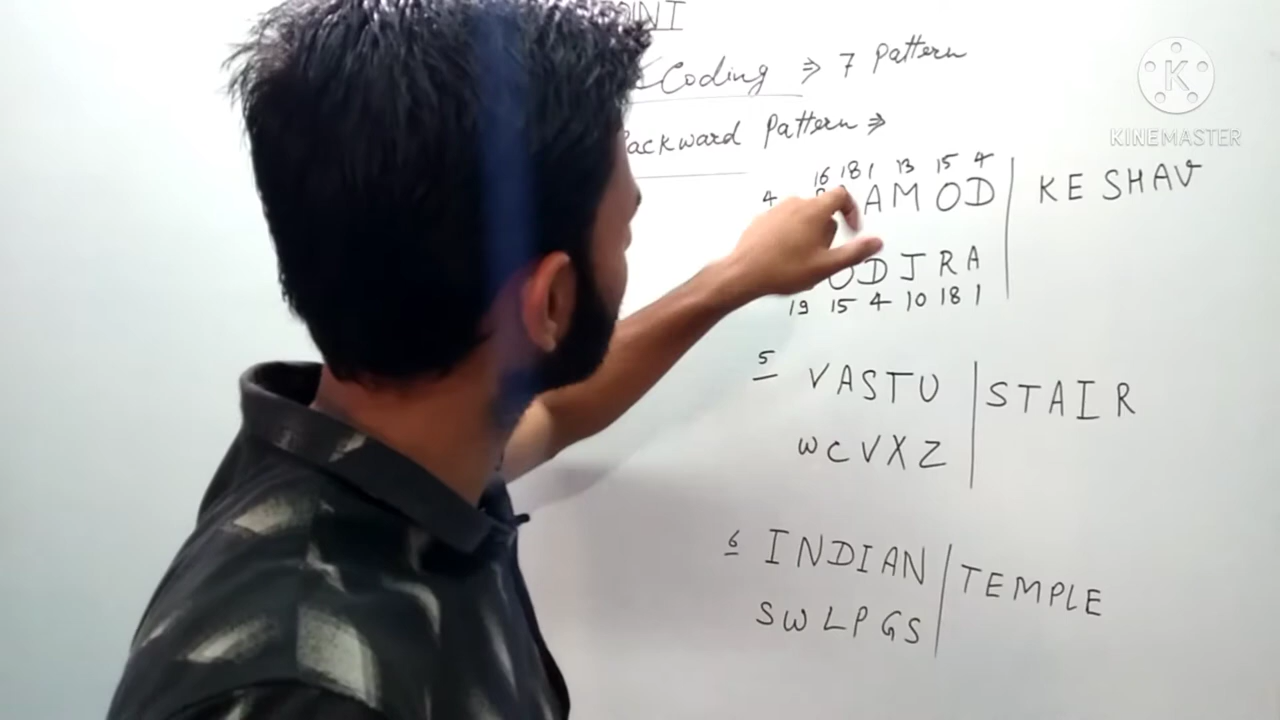 Coding ⇒ 7 Pattern
Pattern ⇒
K
KINEMASTER
16 18 1 13 15 4
4 AMOD | KESHAV
ODJRA
19 15 4 10 18 1
5 VASTU | STAIR
WCVXZ
6 INDIAN | TEMPLE
SWLPGS